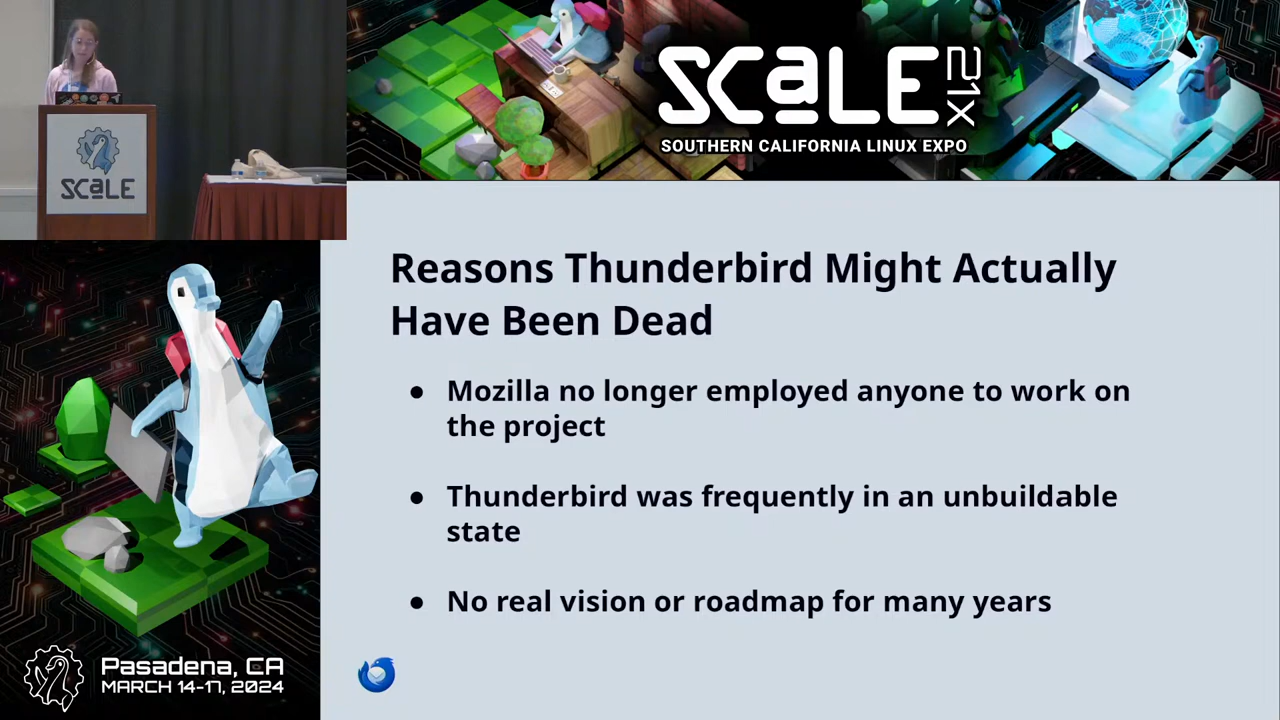 SCaLE 21x
SOUTHERN CALIFORNIA LINUX EXPO
SCaLE
Reasons Thunderbird Might Actually
Have Been Dead
● Mozilla no longer employed anyone to work on
the project
● Thunderbird was frequently in an unbuildable
state
● No real vision or roadmap for many years
Pasadena, CA
MARCH 14-17, 2024